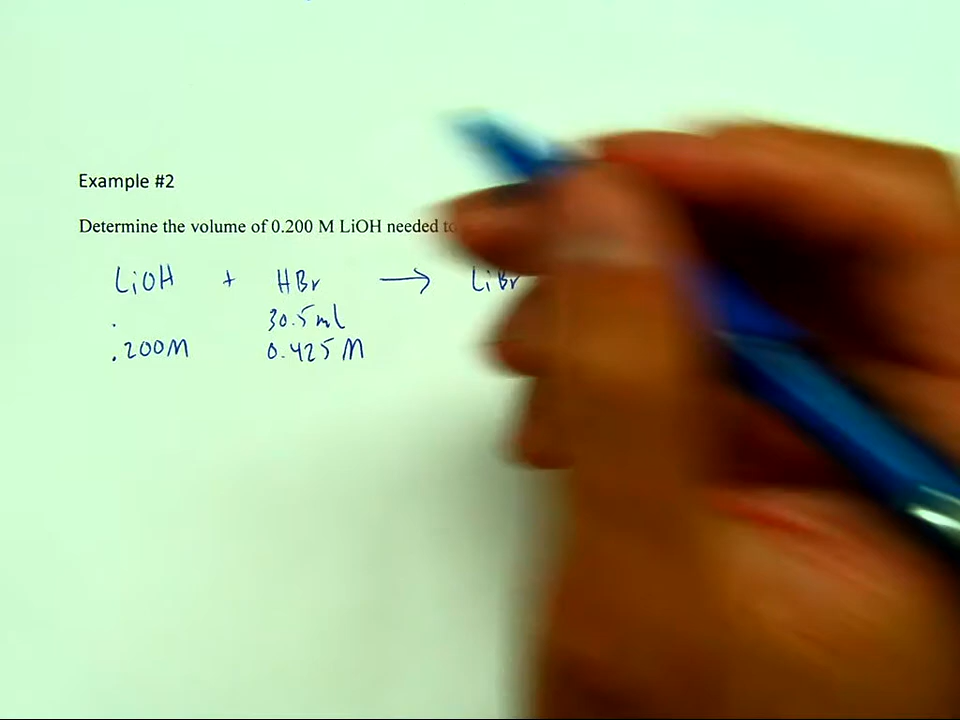 Example #2
Determine the volume of 0.200 M LiOH needed to
LiOH + HBr → LiBr
30.5 ml
.200M 0.425 M